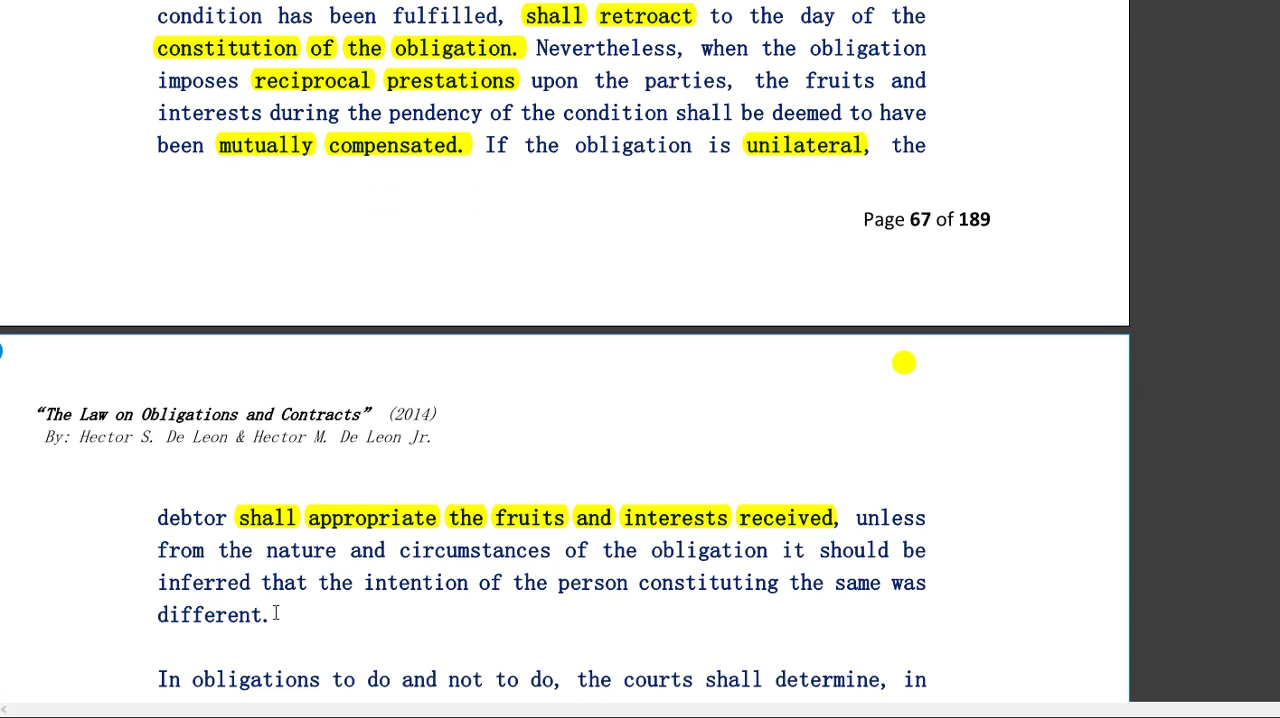 condition has been fulfilled, shall retroact to the day of the
constitution of the obligation. Nevertheless, when the obligation
imposes reciprocal prestations upon the parties, the fruits and
interests during the pendency of the condition shall be deemed to have
been mutually compensated. If the obligation is unilateral, the
Page 67 of 189
“The Law on Obligations and Contracts” (2014)
By: Hector S. De Leon & Hector M. De Leon Jr.
debtor shall appropriate the fruits and interests received, unless
from the nature and circumstances of the obligation it should be
inferred that the intention of the person constituting the same was
different.
In obligations to do and not to do, the courts shall determine, in